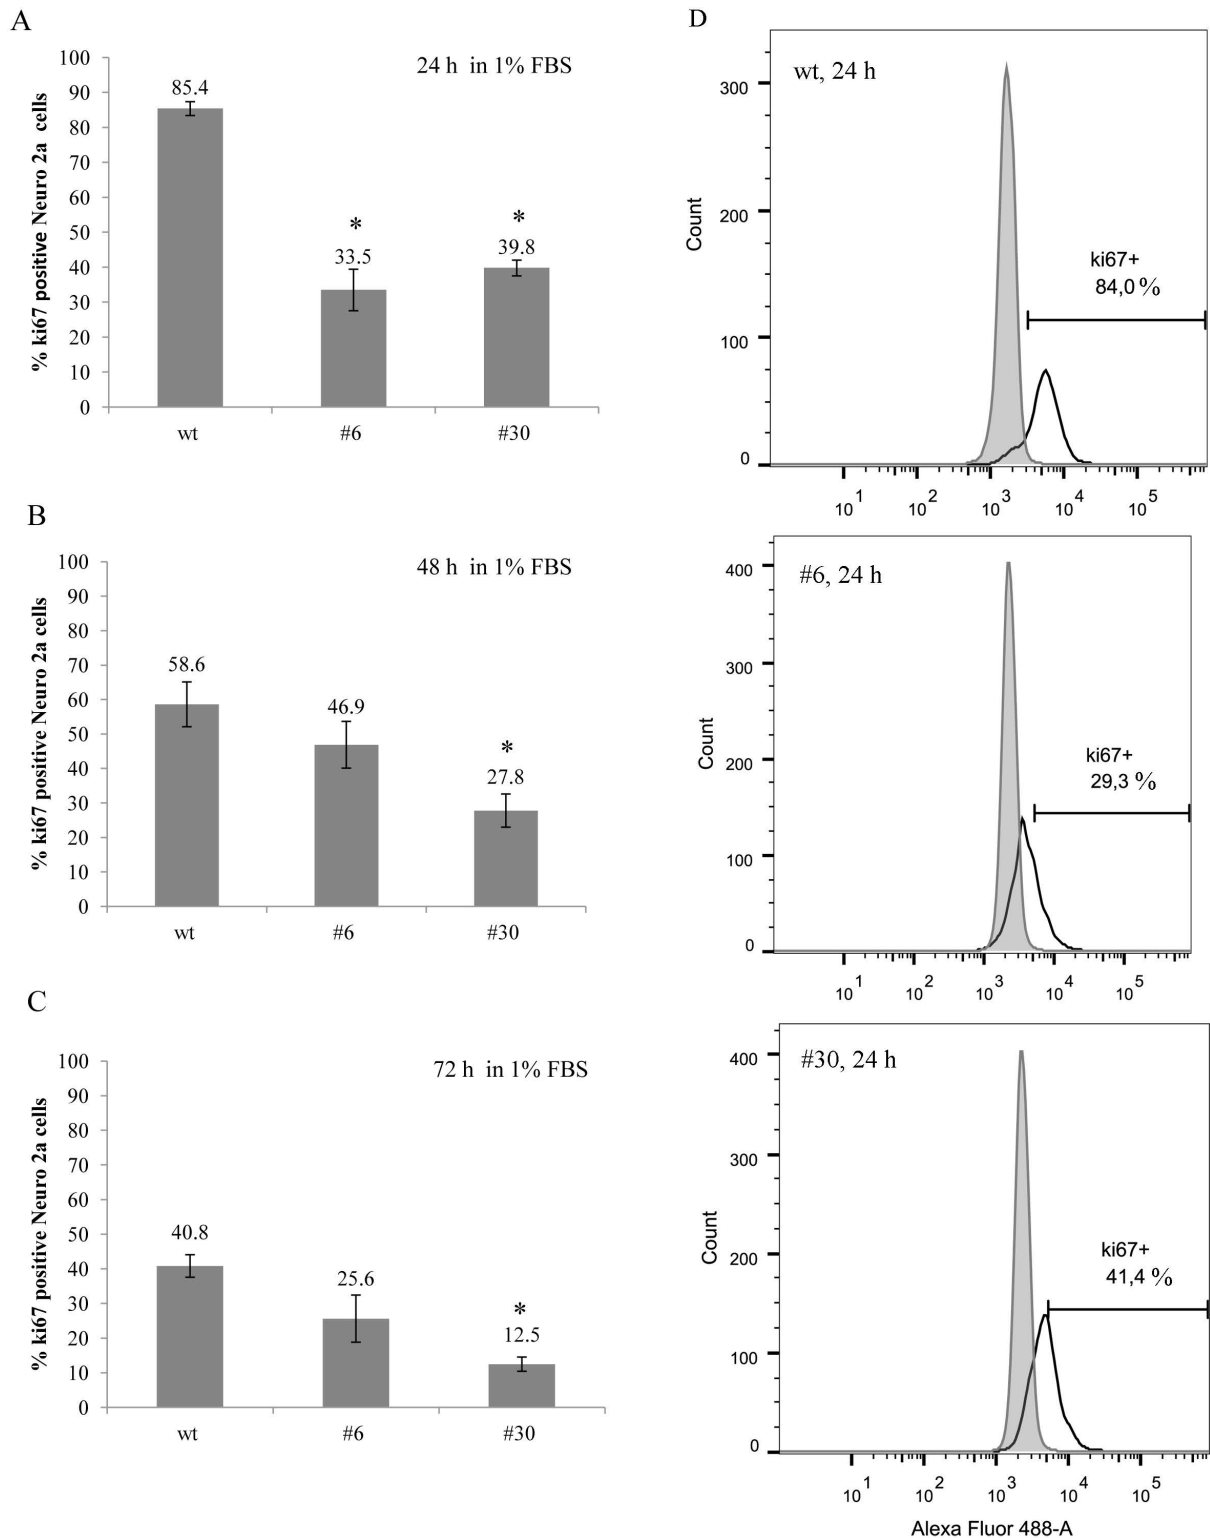 A
24 h in 1% FBS
% ki67 positive Neuro 2a cells
100
90
80
70
60
50
40
30
20
10
0
85.4
*
33.5
*
39.8
wt #6 #30
B
48 h in 1% FBS
% ki67 positive Neuro 2a cells
100
90
80
70
60
50
40
30
20
10
0
58.6
46.9
*
27.8
wt #6 #30
C
72 h in 1% FBS
% ki67 positive Neuro 2a cells
100
90
80
70
60
50
40
30
20
10
0
40.8
25.6
*
12.5
wt #6 #30
D
wt, 24 h
Count
300
200
100
0
ki67+
84,0 %
10^1 10^2 10^3 10^4 10^5
#6, 24 h
Count
400
300
200
100
0
ki67+
29,3 %
10^1 10^2 10^3 10^4 10^5
#30, 24 h
Count
400
300
200
100
0
ki67+
41,4 %
10^1 10^2 10^3 10^4 10^5
Alexa Fluor 488-A